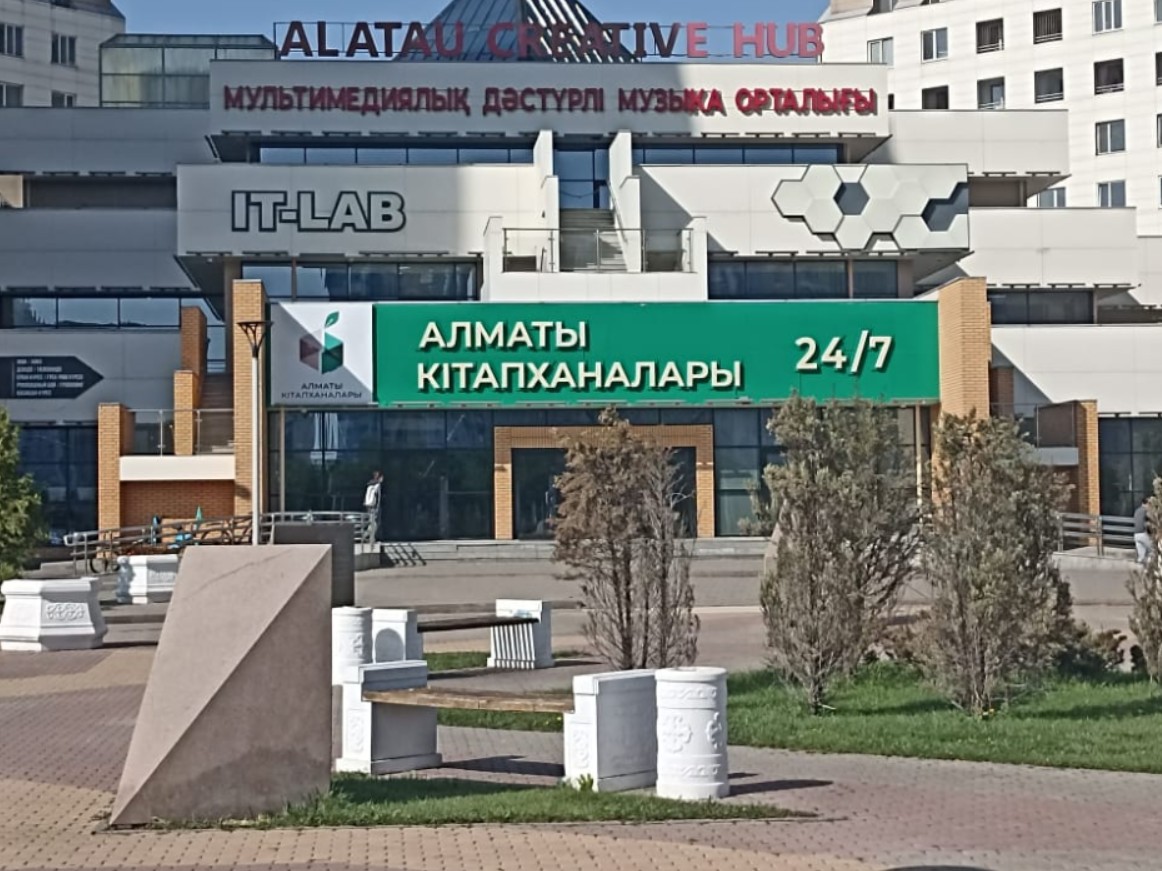 ALATAU CREATIVE HUB
МУЛЬТИМЕДИЯЛЫҚ ДӘСТҮРЛІ МУЗЫКА ОРТАЛЫҒЫ
IT-LAB
АЛМАТЫ
КІТАПХАНАЛАРЫ
24/7
АЛМАТЫ
КІТАПХАНАЛАРЫ